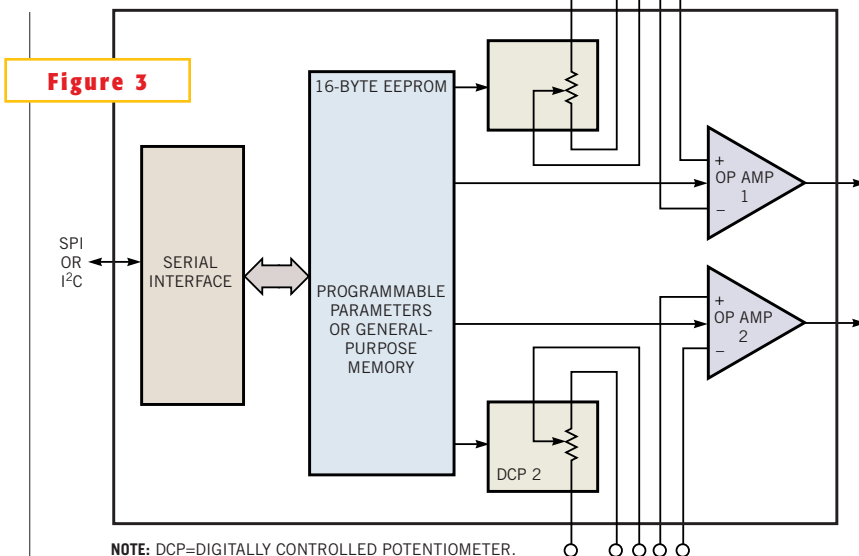 Figure 3
16-BYTE EEPROM
+
OP AMP
1
−
SPI
OR
I²C
SERIAL
INTERFACE
PROGRAMMABLE
PARAMETERS
OR GENERAL-
PURPOSE
MEMORY
+
OP AMP
2
−
DCP 2
NOTE: DCP=DIGITALLY CONTROLLED POTENTIOMETER.